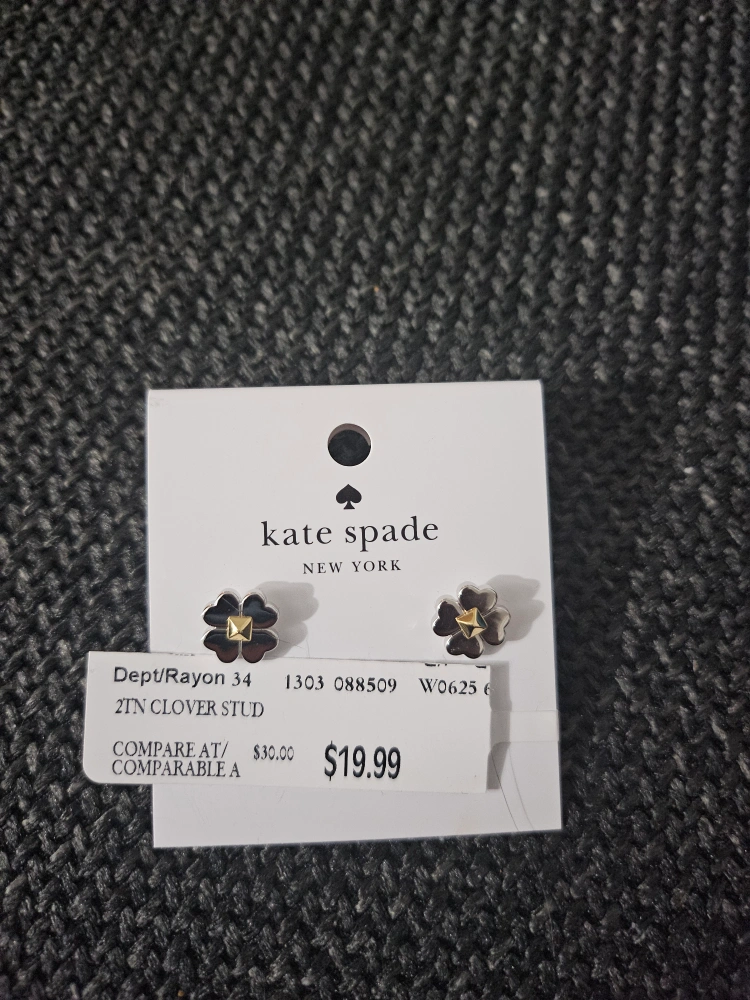 kate spade
NEW YORK
Dept/Rayon 34 1303 088509 W0625 6
2TN CLOVER STUD
COMPARE AT/ $30.00 $19.99
COMPARABLE A